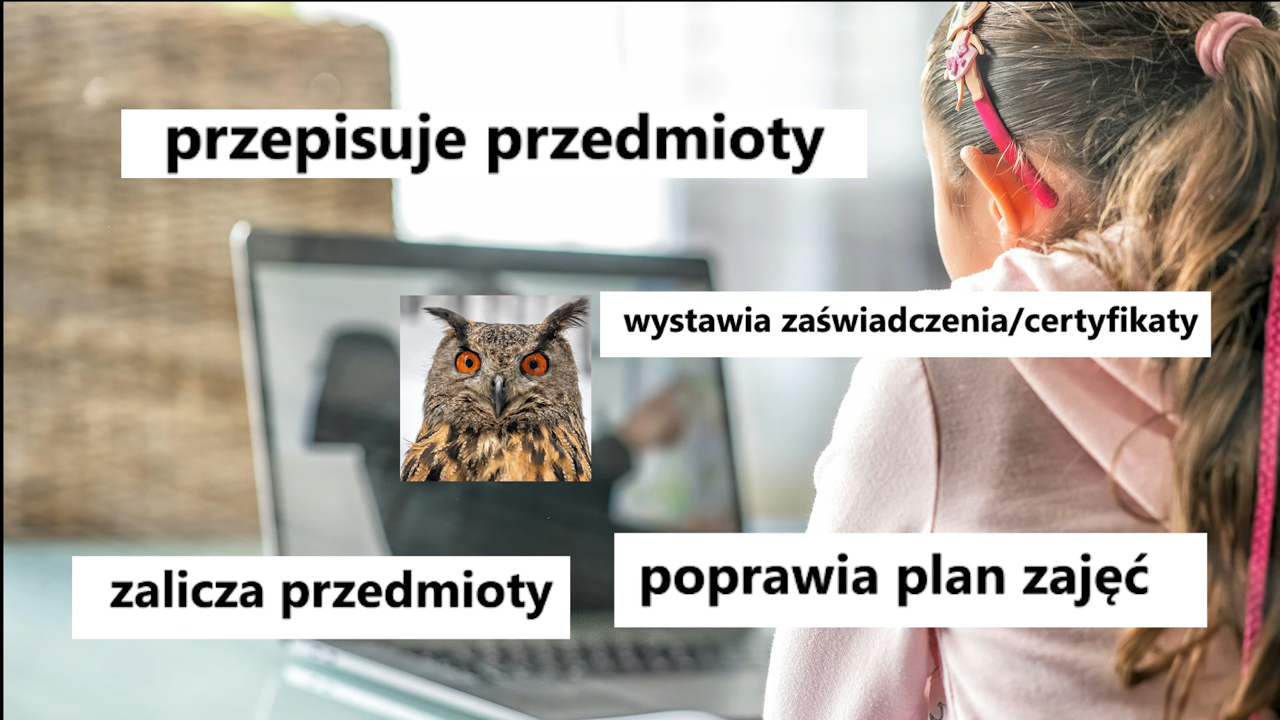 przepisuje przedmioty
wystawia zaświadczenia/certyfikaty
zalicza przedmioty
poprawia plan zajęć